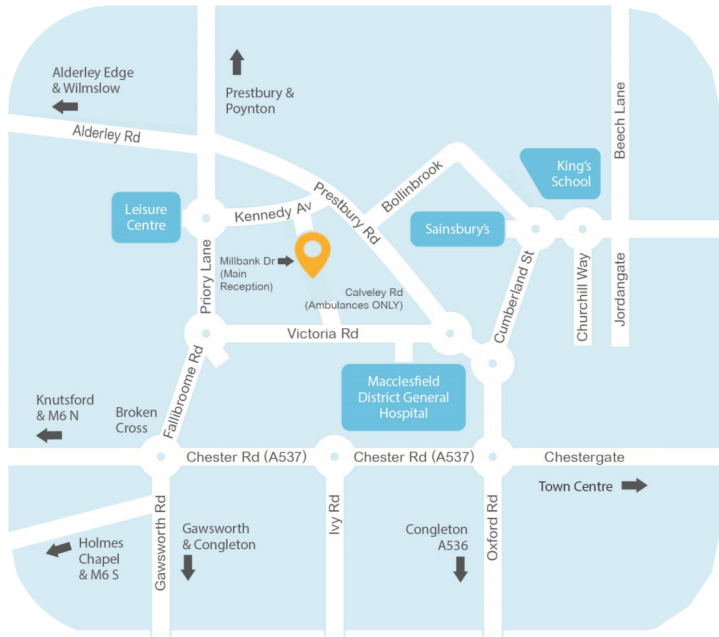 Alderley Edge
& Wilmslow
Prestbury &
Poynton
Alderley Rd
Beech Lane
King's
School
Bollinbrook
Prestbury Rd
Kennedy Av
Leisure
Centre
Sainsbury's
Millbank Dr
(Main
Reception)
Priory Lane
Calveley Rd
(Ambulances ONLY)
Cumberland St
Churchill Way
Jordangate
Victoria Rd
Fallibroome Rd
Macclesfield
District General
Hospital
Knutsford
& M6 N
Broken
Cross
Chester Rd (A537)
Chester Rd (A537)
Chestergate
Town Centre
Gawsworth Rd
Gawsworth
& Congleton
Ivy Rd
Congleton
A536
Oxford Rd
Holmes
Chapel
& M6 S